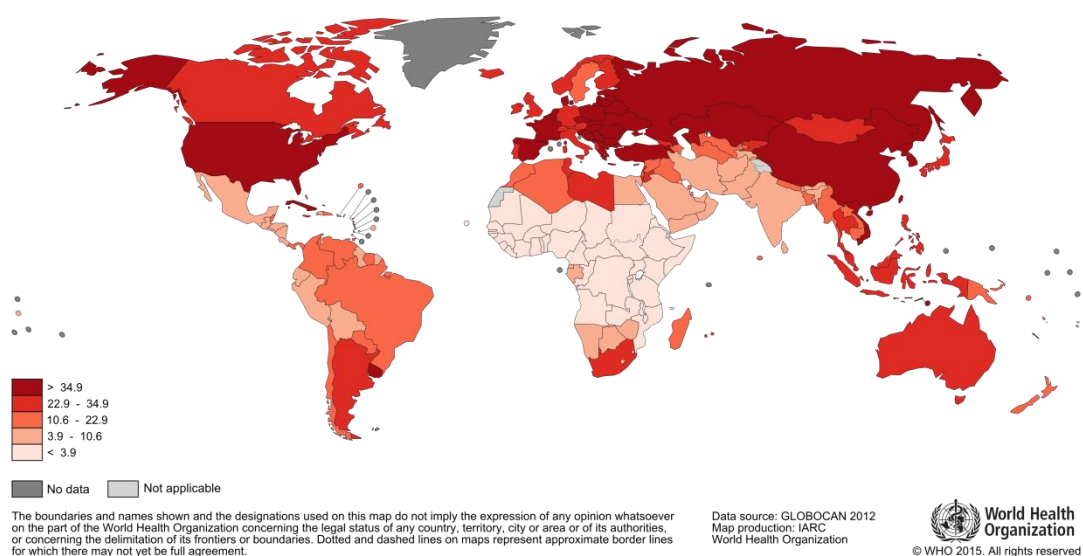 > 34.9
22.9 - 34.9
10.6 - 22.9
3.9 - 10.6
< 3.9
No data
Not applicable
The boundaries and names shown and the designations used on this map do not imply the expression of any opinion whatsoever
on the part of the World Health Organization concerning the legal status of any country, territory, city or area or of its authorities,
or concerning the delimitation of its frontiers or boundaries. Dotted and dashed lines on maps represent approximate border lines
for which there may not yet be full agreement.
Data source: GLOBOCAN 2012
Map production: IARC
World Health Organization
World Health
Organization
© WHO 2015. All rights reserved